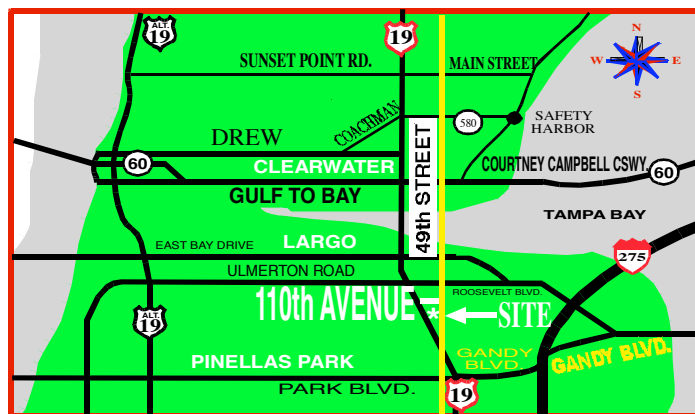 ALT.
19
19
N
W E
S
SUNSET POINT RD.
MAIN STREET
COACHMAN
580
SAFETY
HARBOR
DREW
60
CLEARWATER
COURTNEY CAMPBELL CSWY.
60
GULF TO BAY
49th STREET
TAMPA BAY
EAST BAY DRIVE
LARGO
275
ULMERTON ROAD
ROOSEVELT BLVD.
110th AVENUE
* SITE
ALT.
19
PINELLAS PARK
GANDY
BLVD.
GANDY BLVD.
PARK BLVD.
19